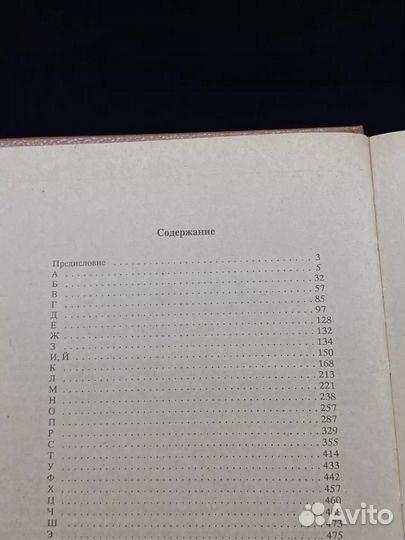 Содержание
Предисловие . . . . . . . . . . . . . . . . . . . . 3
А . . . . . . . . . . . . . . . . . . . . 5
Б . . . . . . . . . . . . . . . . . . . . 32
В . . . . . . . . . . . . . . . . . . . . 57
Г . . . . . . . . . . . . . . . . . . . . 85
Д . . . . . . . . . . . . . . . . . . . . 97
Е . . . . . . . . . . . . . . . . . . . . 128
Ж . . . . . . . . . . . . . . . . . . . . 132
З . . . . . . . . . . . . . . . . . . . . 134
И, Й . . . . . . . . . . . . . . . . . . . . 150
К . . . . . . . . . . . . . . . . . . . . 168
Л . . . . . . . . . . . . . . . . . . . . 213
М . . . . . . . . . . . . . . . . . . . . 221
Н . . . . . . . . . . . . . . . . . . . . 238
О . . . . . . . . . . . . . . . . . . . . 257
П . . . . . . . . . . . . . . . . . . . . 287
Р . . . . . . . . . . . . . . . . . . . . 329
С . . . . . . . . . . . . . . . . . . . . 355
Т . . . . . . . . . . . . . . . . . . . . 414
У . . . . . . . . . . . . . . . . . . . . 433
Ф . . . . . . . . . . . . . . . . . . . . 442
Х . . . . . . . . . . . . . . . . . . . . 457
Ц . . . . . . . . . . . . . . . . . . . . 460
Ч . . . . . . . . . . . . . . . . . . . .
Ш . . . . . . . . . . . . . . . . . . . . 473
Э . . . . . . . . . . . . . . . . . . . . 475
Avito